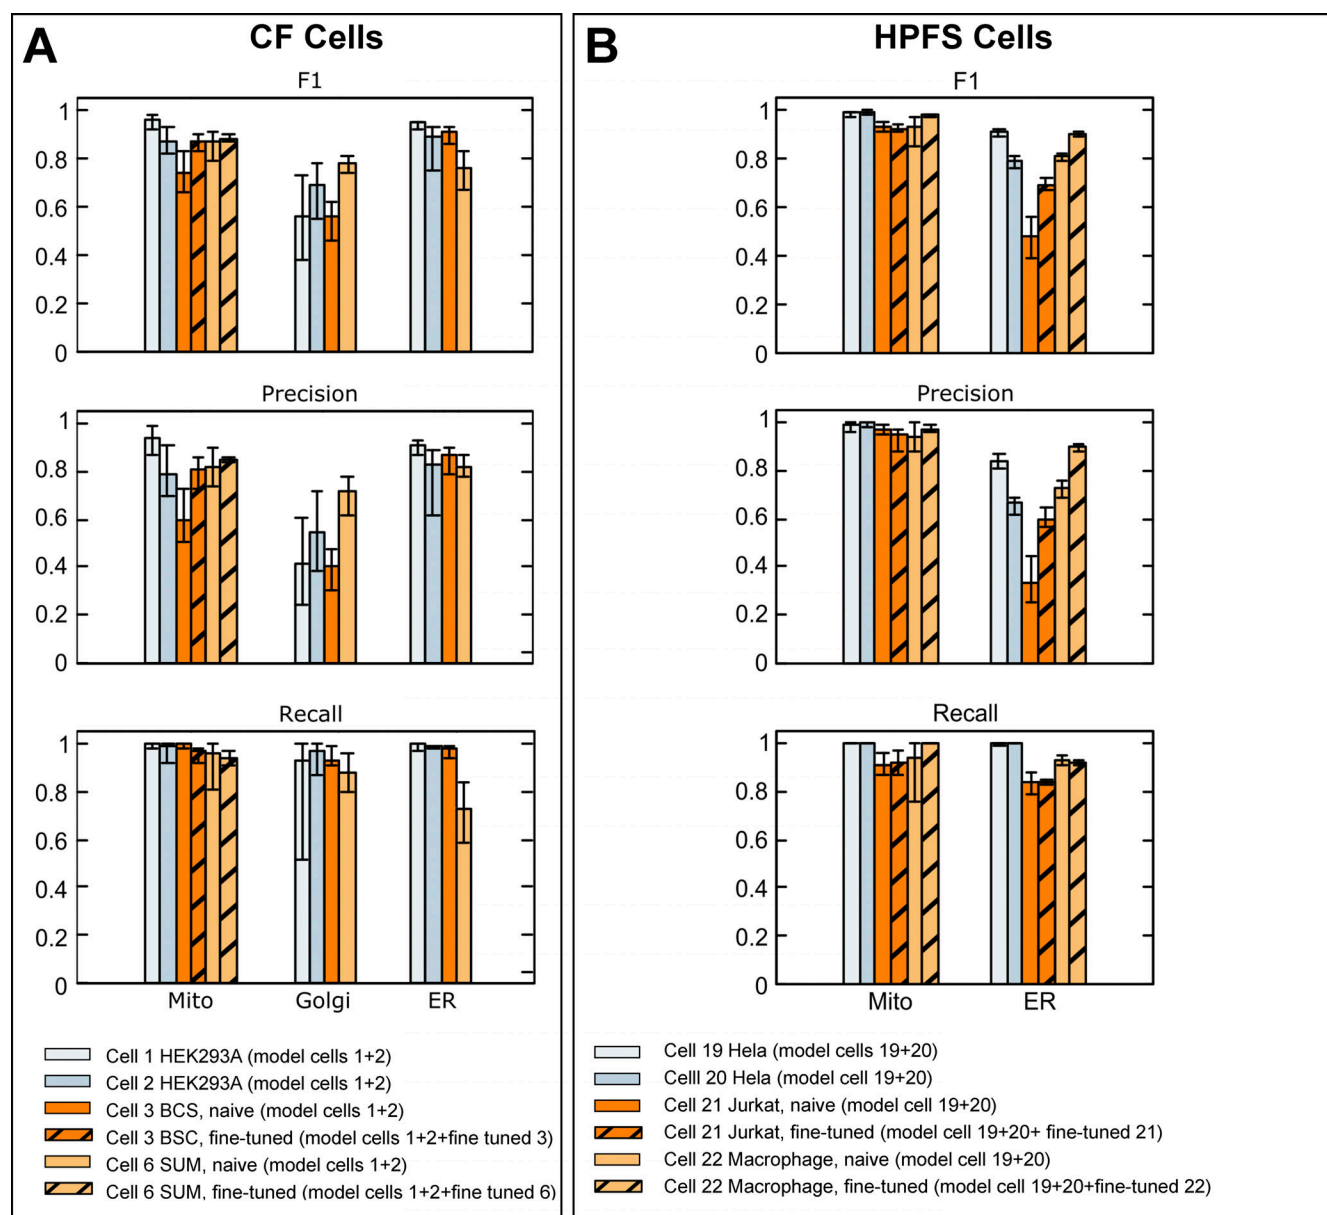 A
CF Cells
F1
1
0.8
0.6
0.4
0.2
0
Precision
1
0.8
0.6
0.4
0.2
0
Recall
1
0.8
0.6
0.4
0.2
0
Mito Golgi ER
Cell 1 HEK293A (model cells 1+2)
Cell 2 HEK293A (model cells 1+2)
Cell 3 BCS, naive (model cells 1+2)
Cell 3 BSC, fine-tuned (model cells 1+2+fine tuned 3)
Cell 6 SUM, naive (model cells 1+2)
Cell 6 SUM, fine-tuned (model cells 1+2+fine tuned 6)
B
HPFS Cells
F1
1
0.8
0.6
0.4
0.2
0
Precision
1
0.8
0.6
0.4
0.2
0
Recall
1
0.8
0.6
0.4
0.2
0
Mito ER
Cell 19 Hela (model cells 19+20)
Celll 20 Hela (model cell 19+20)
Cell 21 Jurkat, naive (model cell 19+20)
Cell 21 Jurkat, fine-tuned (model cell 19+20+ fine-tuned 21)
Cell 22 Macrophage, naive (model cell 19+20)
Cell 22 Macrophage, fine-tuned (model cell 19+20+fine-tuned 22)